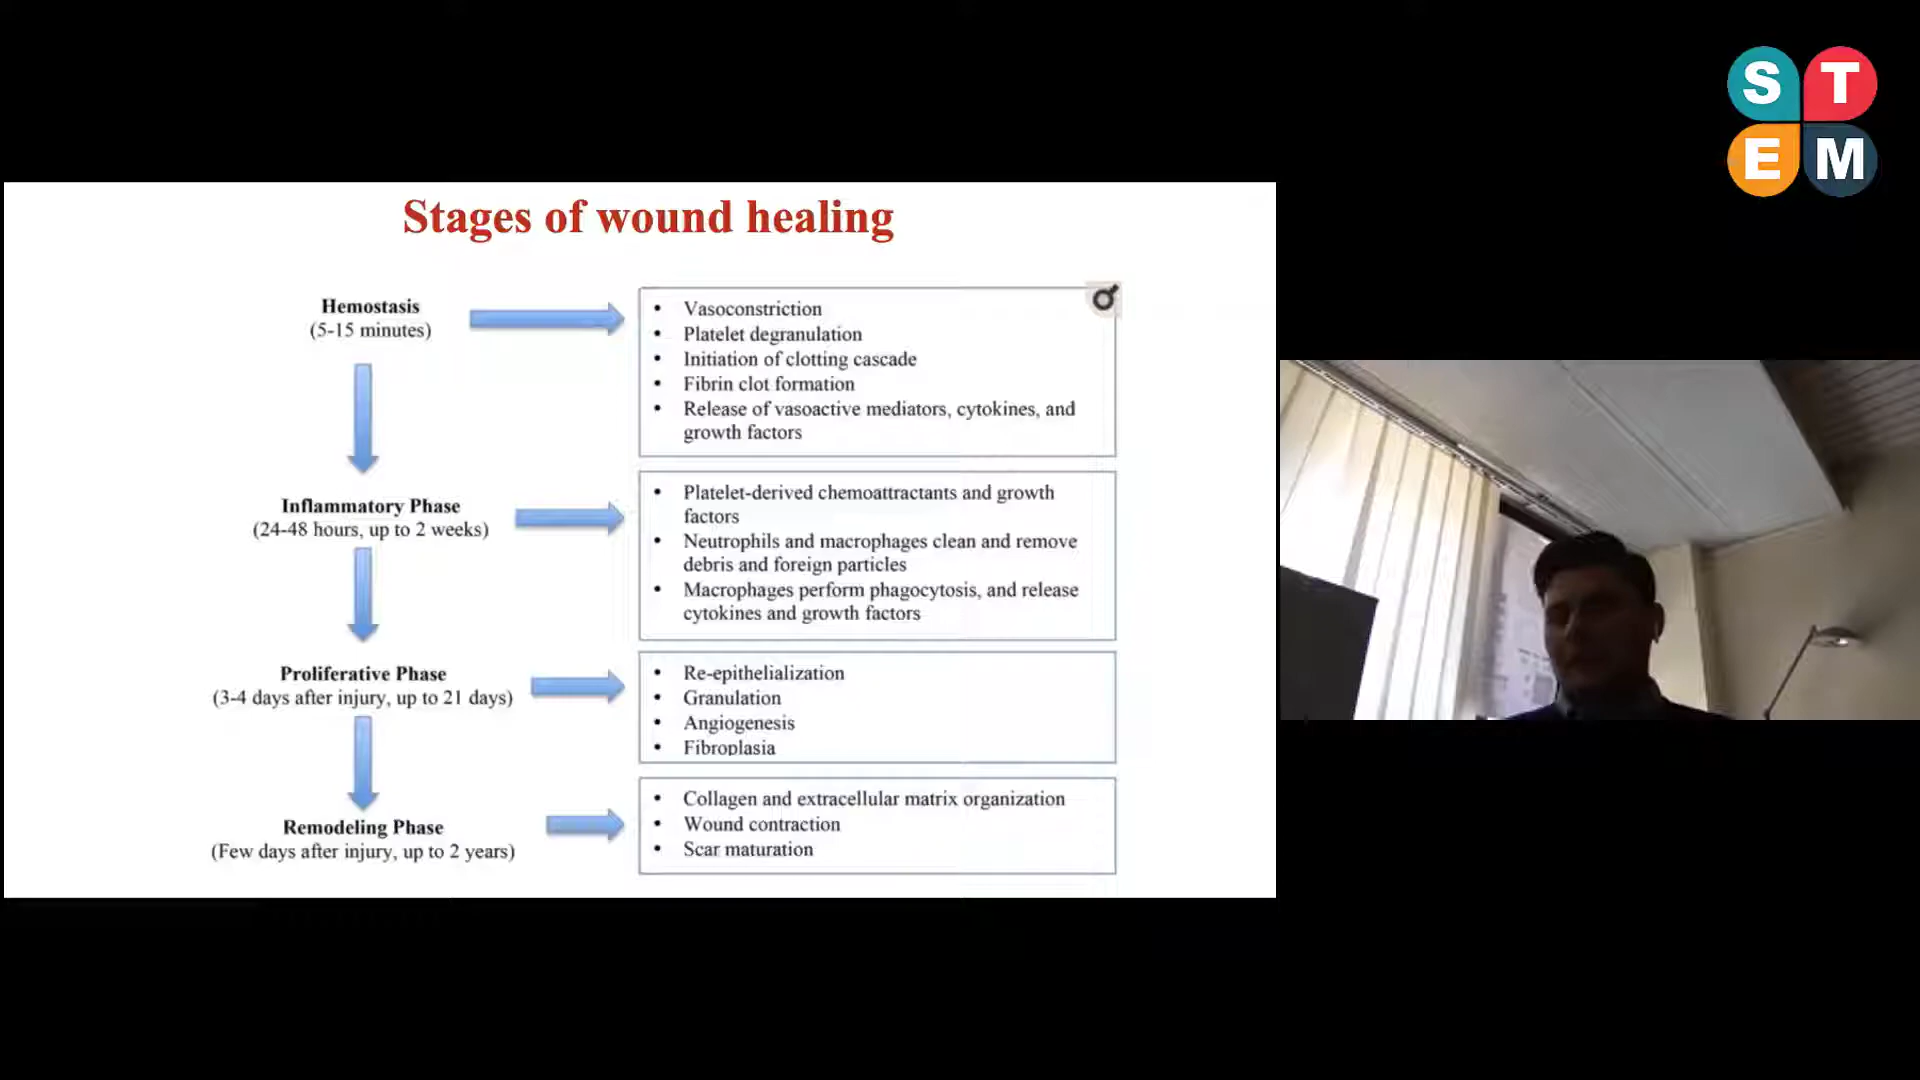 S T
E M
Stages of wound healing
Hemostasis
(5-15 minutes)
• Vasoconstriction
• Platelet degranulation
• Initiation of clotting cascade
• Fibrin clot formation
• Release of vasoactive mediators, cytokines, and
growth factors
Inflammatory Phase
(24-48 hours, up to 2 weeks)
• Platelet-derived chemoattractants and growth
factors
• Neutrophils and macrophages clean and remove
debris and foreign particles
• Macrophages perform phagocytosis, and release
cytokines and growth factors
Proliferative Phase
(3-4 days after injury, up to 21 days)
• Re-epithelialization
• Granulation
• Angiogenesis
• Fibroplasia
Remodeling Phase
(Few days after injury, up to 2 years)
• Collagen and extracellular matrix organization
• Wound contraction
• Scar maturation